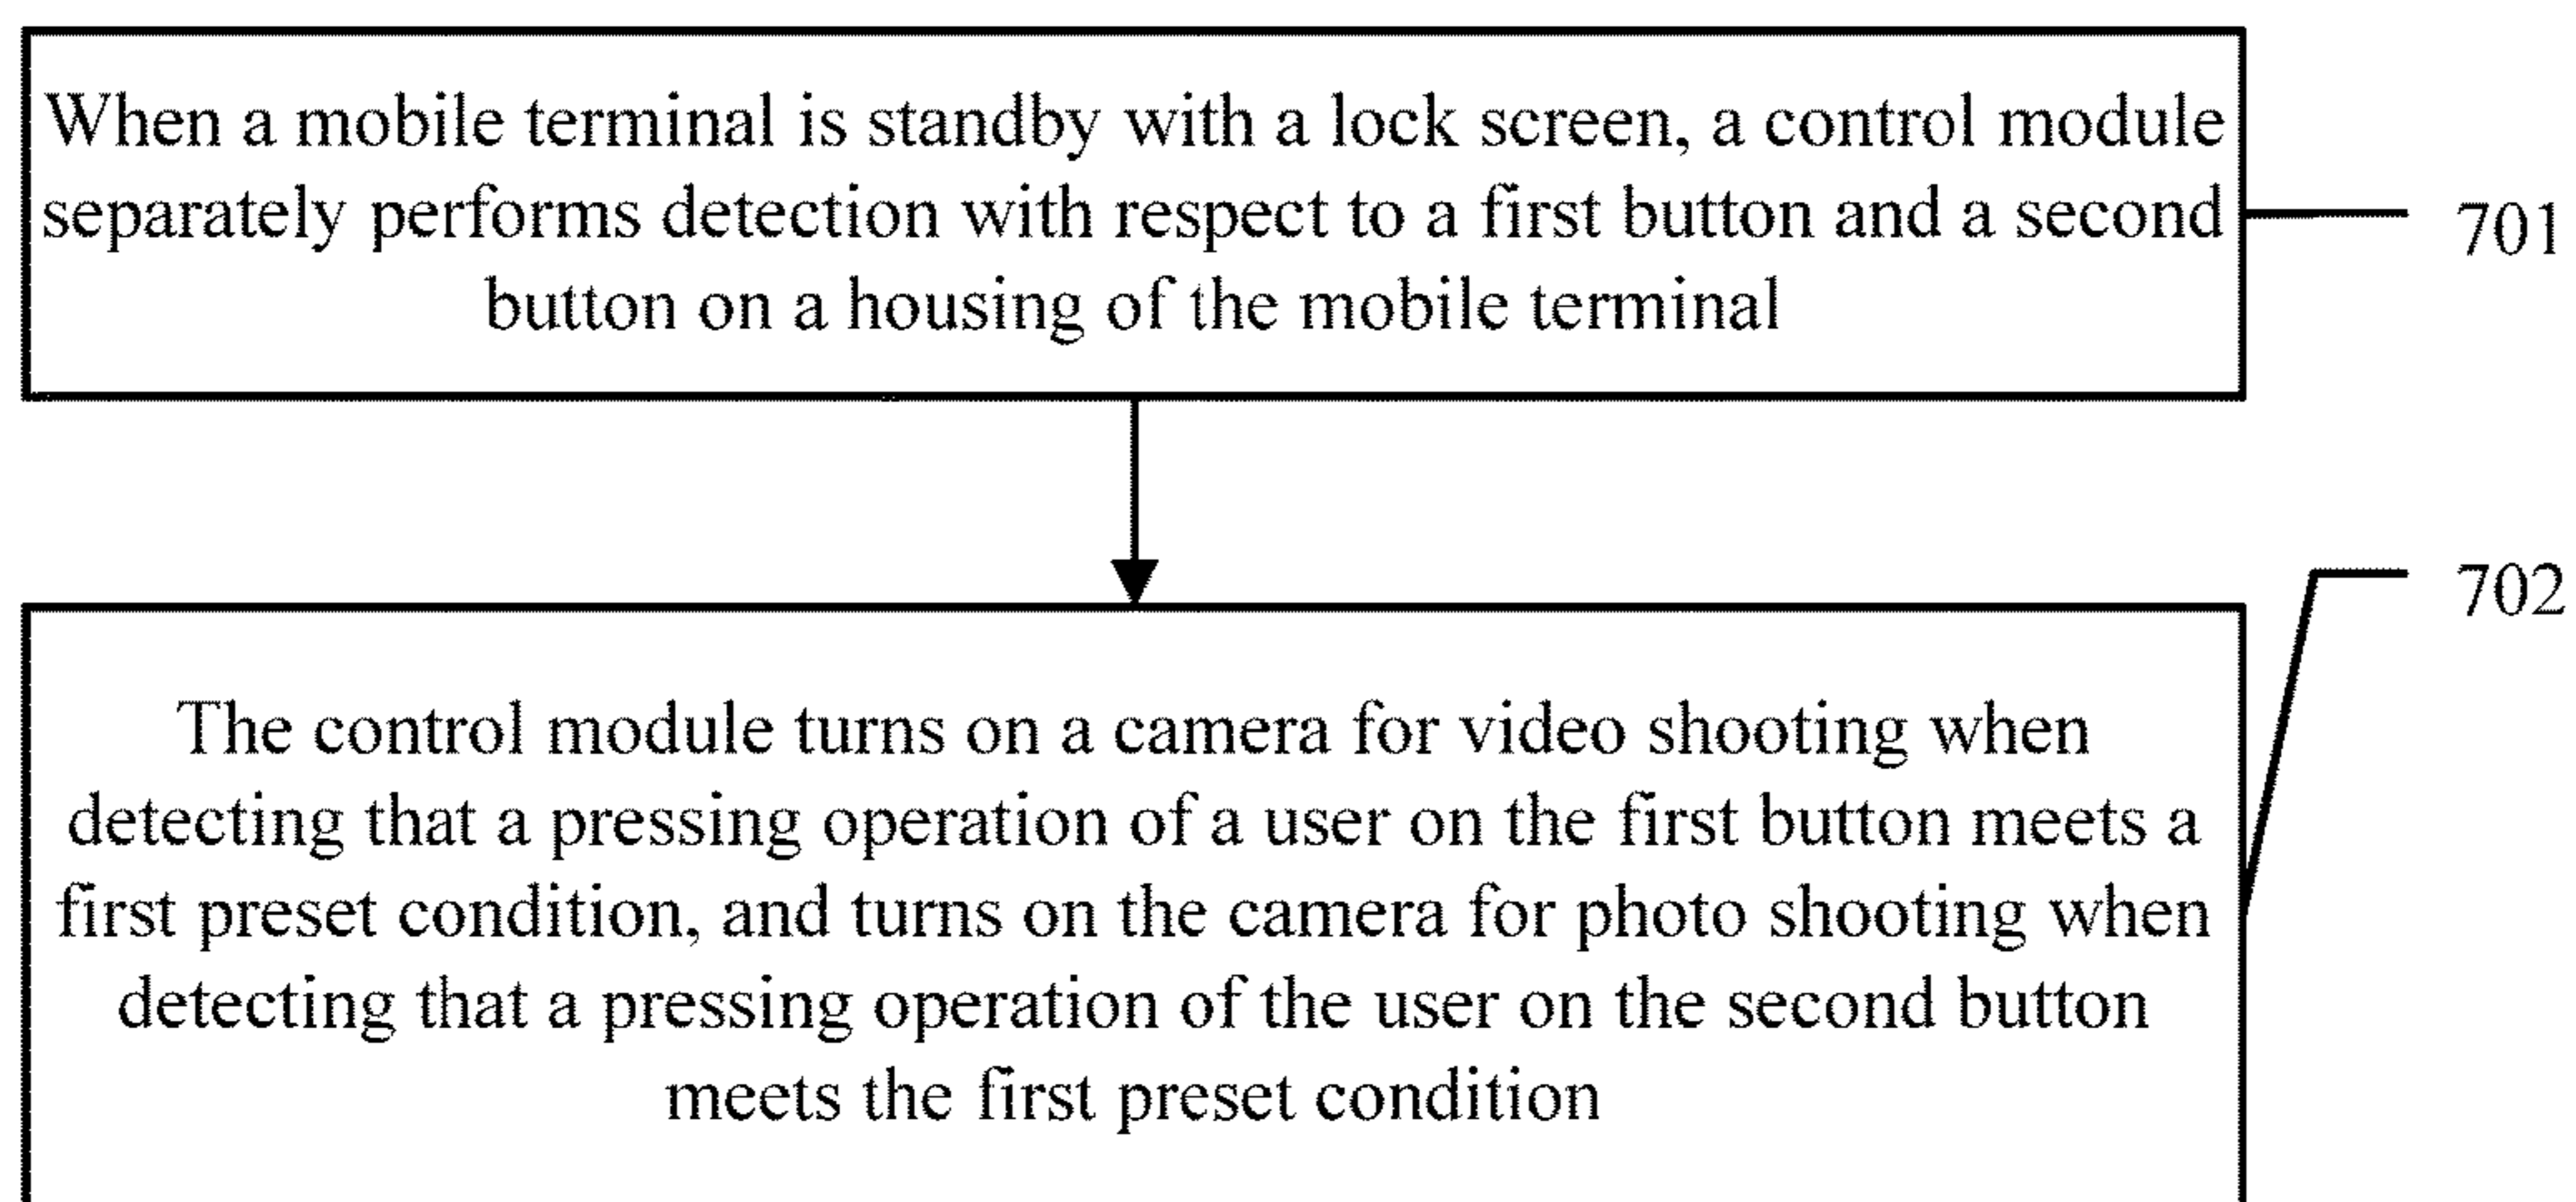 When a mobile terminal is standby with a lock screen, a control module
separately performs detection with respect to a first button and a second
button on a housing of the mobile terminal
701
702
The control module turns on a camera for video shooting when
detecting that a pressing operation of a user on the first button meets a
first preset condition, and turns on the camera for photo shooting when
detecting that a pressing operation of the user on the second button
meets the first preset condition